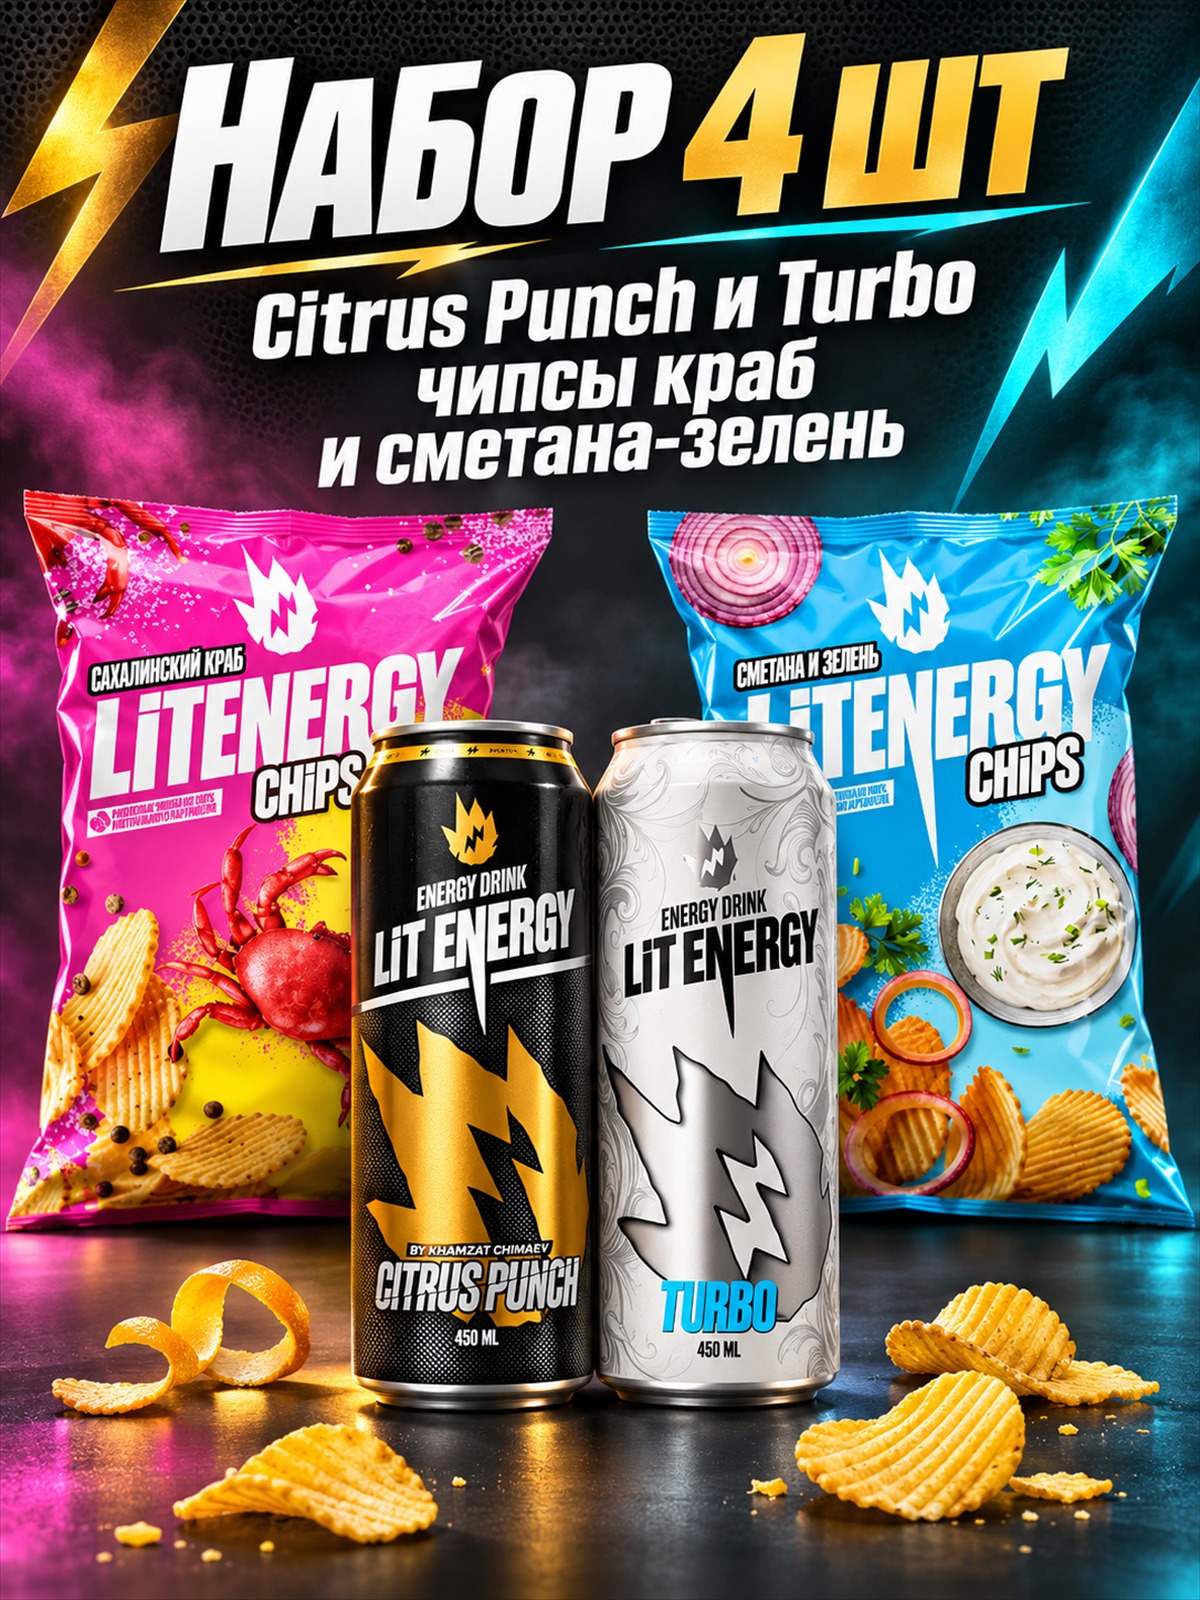 НАБОР 4 ШТ
Citrus Punch и Turbo
чипсы краб
и сметана-зелень
САХАЛИНСКИЙ КРАБ
LITENERGY
CHIPS
СМЕТАНА И ЗЕЛЕНЬ
LITENERGY
CHIPS
ENERGY DRINK
LIT ENERGY
BY KHAMZAT CHIMAEV
CITRUS PUNCH
450 ML
ENERGY DRINK
LIT ENERGY
TURBO
450 ML